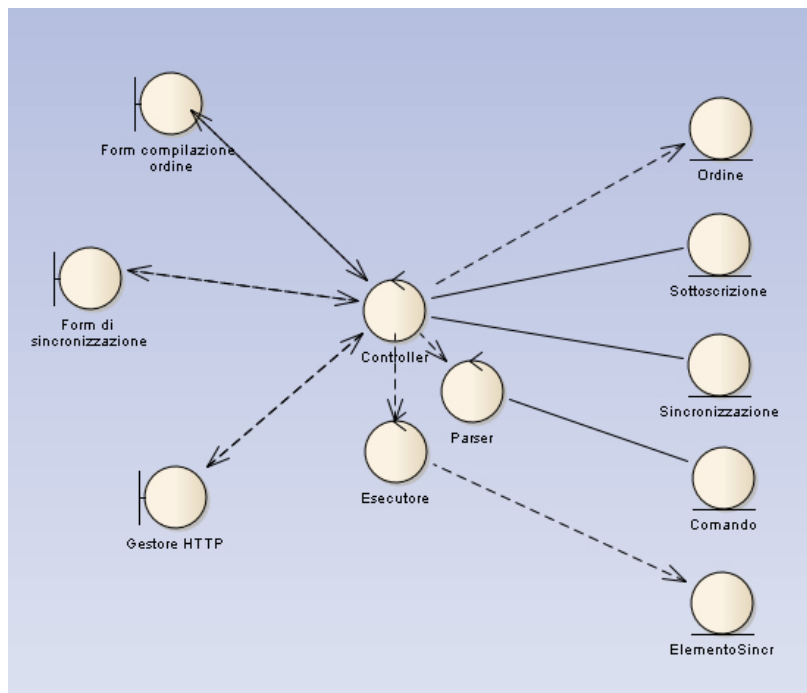 Form compilazione
ordine
Ordine
Sottoscrizione
Form di
sincronizzazione
Controller
Sincronizzazione
Parser
Esecutore
Comando
Gestore HTTP
ElementoSincr